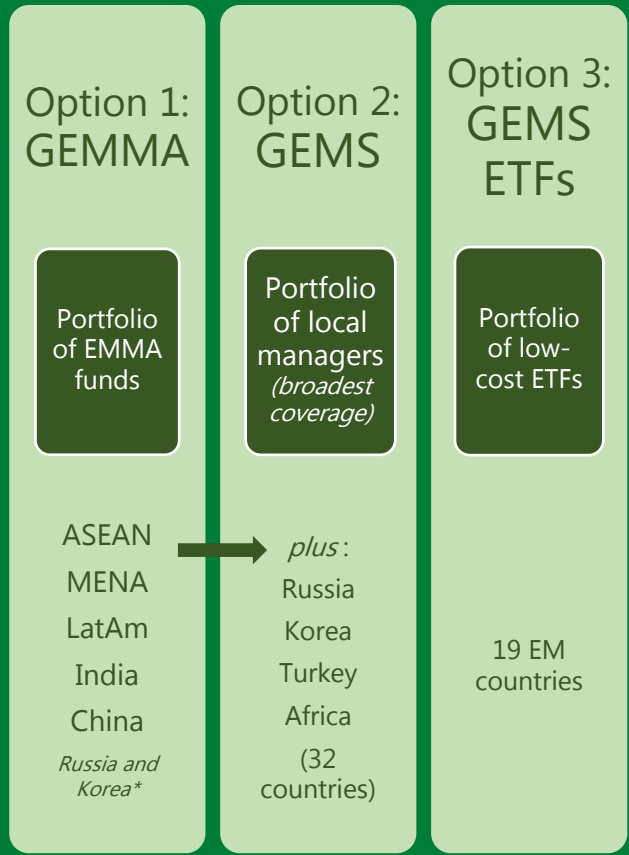 Option 1:
GEMMA
Portfolio
of EMMA
funds
ASEAN
MENA
LatAm
India
China
Russia and
Korea*
Option 2:
GEMS
Portfolio
of local
managers
(broadest
coverage)
plus :
Russia
Korea
Turkey
Africa
(32
countries)
Option 3:
GEMS
ETFs
Portfolio
of low-
cost ETFs
19 EM
countries